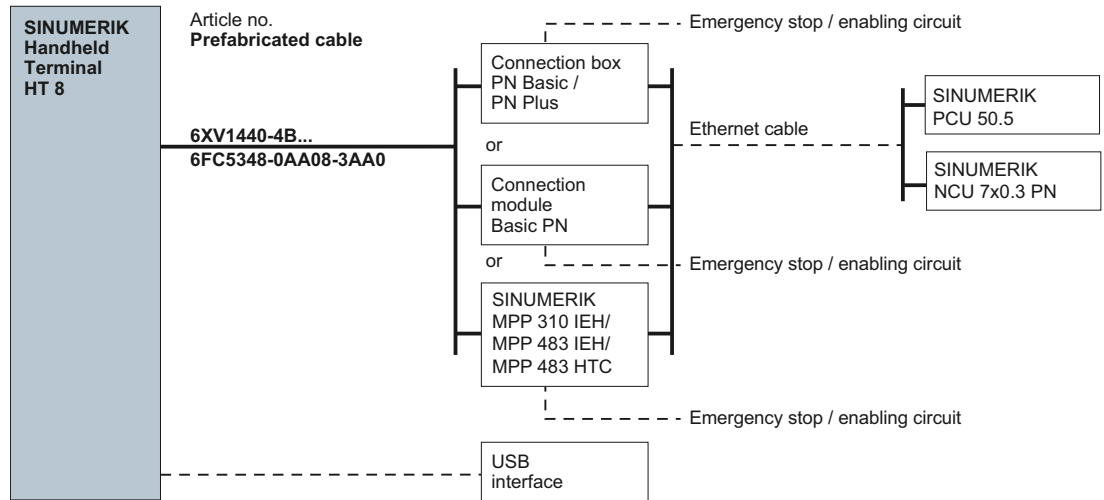 SINUMERIK
Handheld
Terminal
HT 8
Article no.
Prefabricated cable
6XV1440-4B...
6FC5348-0AA08-3AA0
Emergency stop / enabling circuit
Connection box
PN Basic /
PN Plus
or
Connection
module
Basic PN
or
Emergency stop / enabling circuit
SINUMERIK
MPP 310 IEH/
MPP 483 IEH/
MPP 483 HTC
Emergency stop / enabling circuit
USB
interface
Ethernet cable
SINUMERIK
PCU 50.5
SINUMERIK
NCU 7x0.3 PN